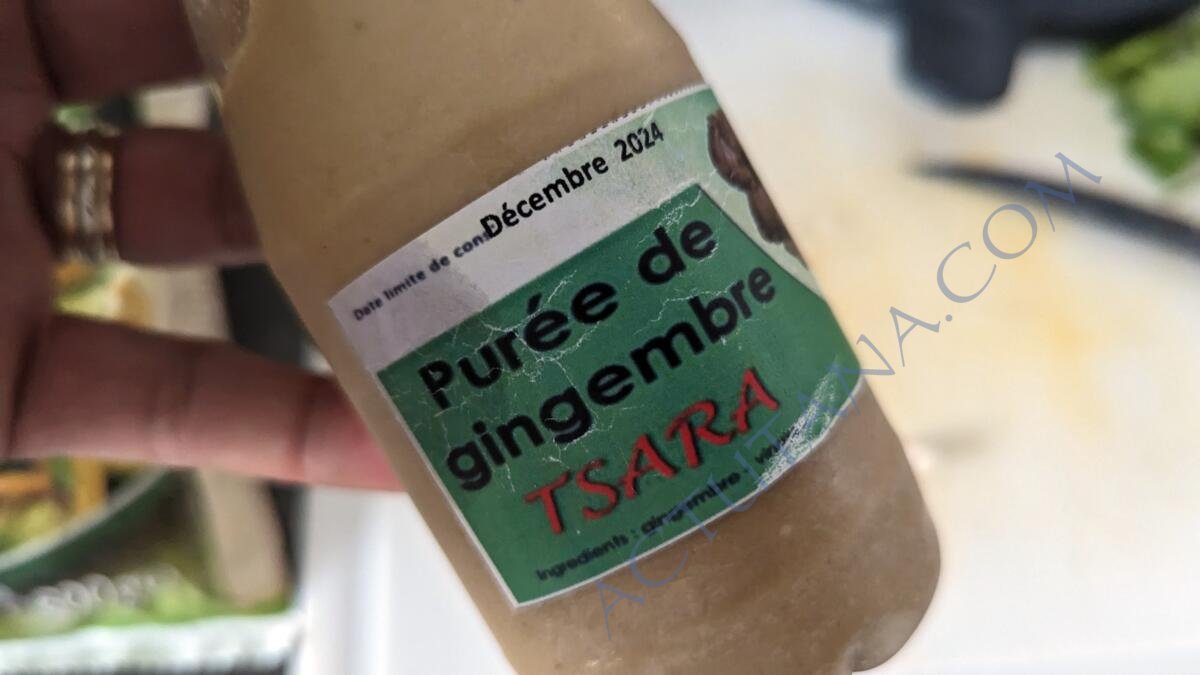 Décembre 2024
Date limite de cons
Purée de
gingembre
TSARA
Ingredients : gingembre
ACTUTANA.COM